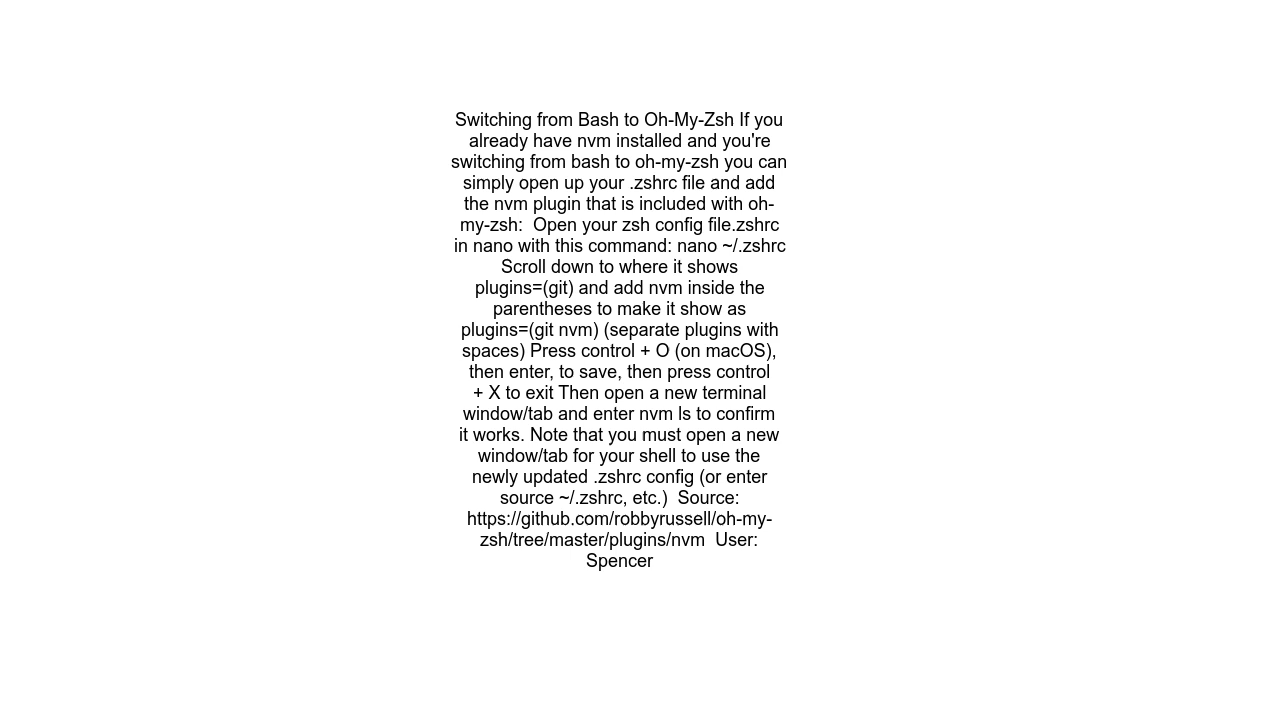 Switching from Bash to Oh-My-Zsh If you
already have nvm installed and you're
switching from bash to oh-my-zsh you can
simply open up your .zshrc file and add
the nvm plugin that is included with oh-
my-zsh:  Open your zsh config file.zshrc
in nano with this command: nano ~/.zshrc
Scroll down to where it shows
plugins=(git) and add nvm inside the
parentheses to make it show as
plugins=(git nvm) (separate plugins with
spaces) Press control + O (on macOS),
then enter, to save, then press control
+ X to exit Then open a new terminal
window/tab and enter nvm ls to confirm
it works. Note that you must open a new
window/tab for your shell to use the
newly updated .zshrc config (or enter
source ~/.zshrc, etc.)  Source:
https://github.com/robbyrussell/oh-my-
zsh/tree/master/plugins/nvm  User:
Spencer